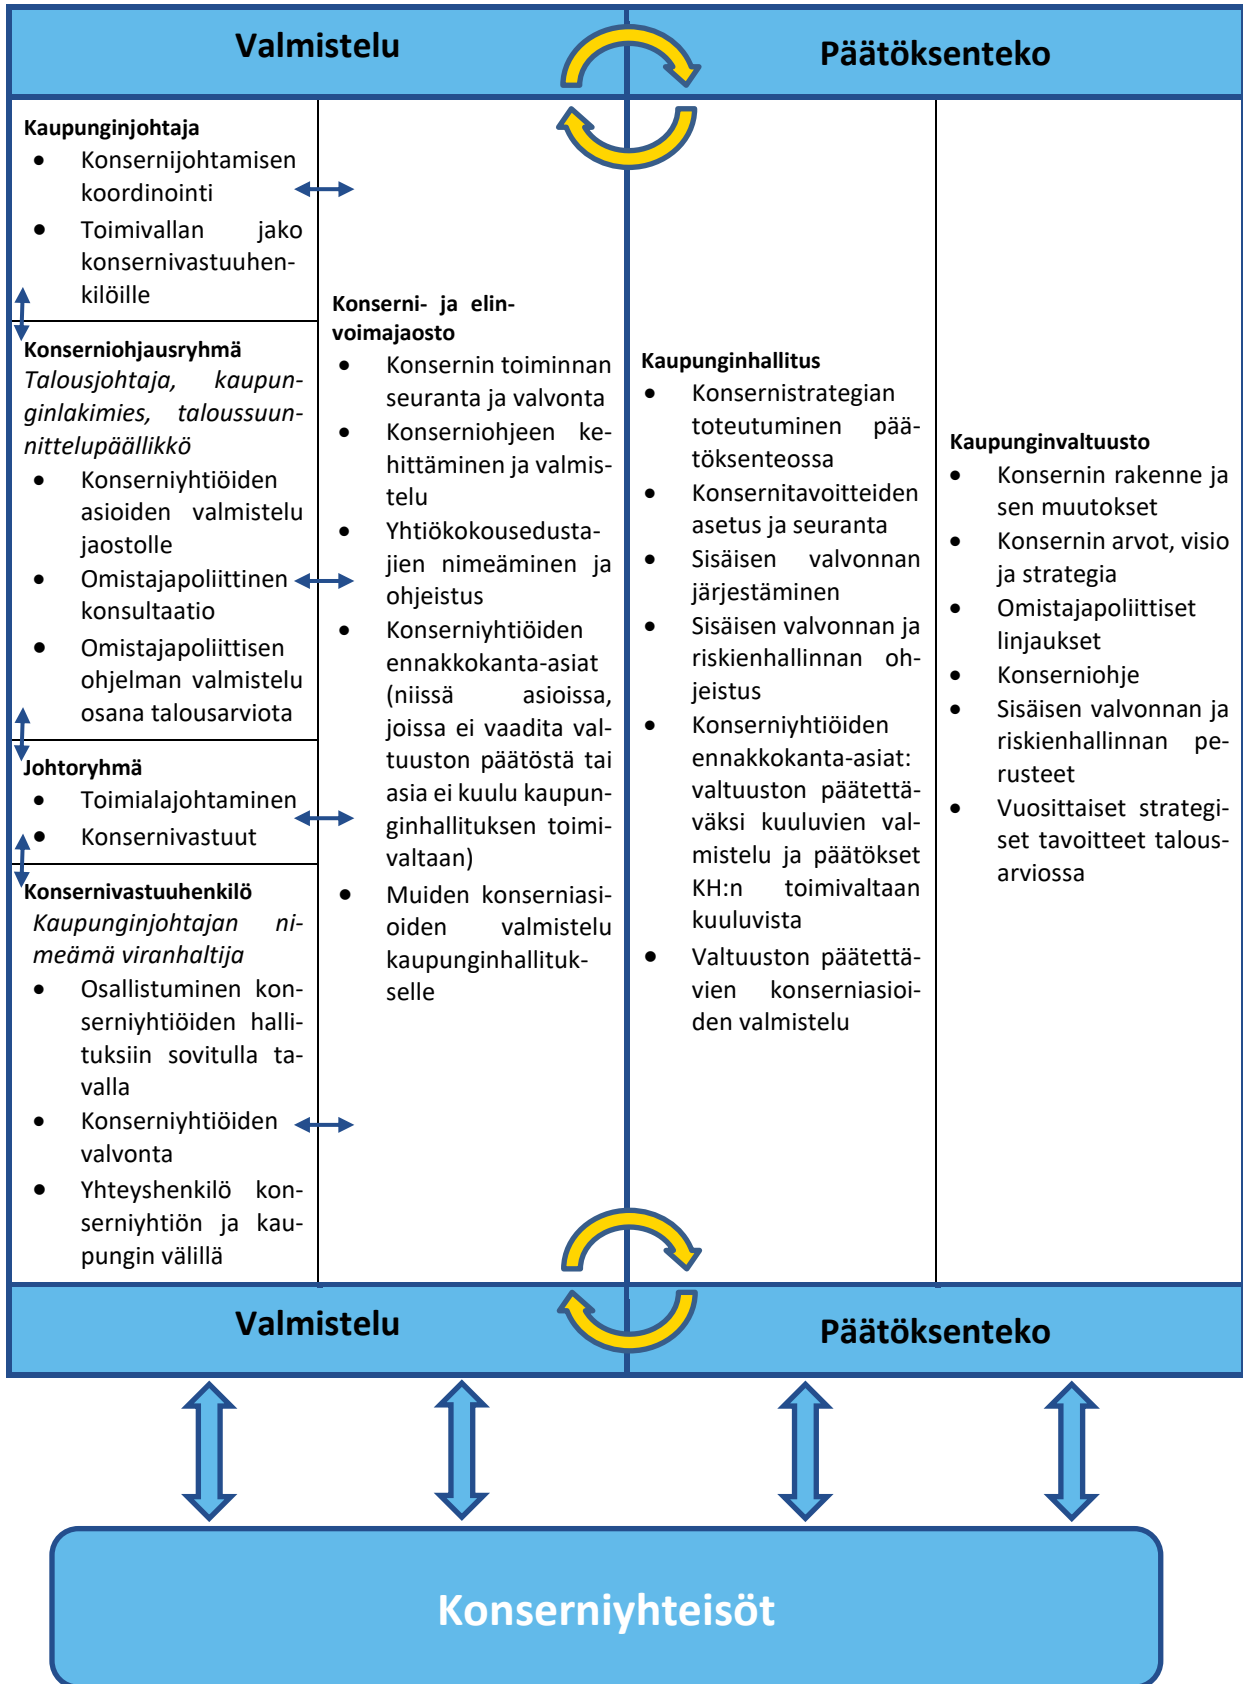 Valmistelu
Päätöksenteko
Kaupunginjohtaja
• Konsernijohtamisen
koordinointi
• Toimivallan jako
konsernivastuuhen-
kilöille
Konserniohjausryhmä
Talousjohtaja, kaupun-
ginlakimies, taloussuun-
nittelupäällikkö
• Konserniyhtiöiden
asioiden valmistelu
jaostolle
• Omistajapoliittinen
konsultaatio
• Omistajapoliittisen
ohjelman valmistelu
osana talousarviota
Johtoryhmä
• Toimialajohtaminen
• Konsernivastuut
Konsernivastuuhenkilö
Kaupunginjohtajan ni-
meämä viranhaltija
• Osallistuminen kon-
serniyhtiöiden halli-
tuksiin sovitulla ta-
valla
• Konserniyhtiöiden
valvonta
• Yhteyshenkilö kon-
serniyhtiön ja kau-
pungin välillä
Konserni- ja elin-
voimajaosto
• Konsernin toiminnan
seuranta ja valvonta
• Konserniohjeen ke-
hittäminen ja valmis-
telu
• Yhtiökokousedusta-
jien nimeäminen ja
ohjeistus
• Konserniyhtiöiden
ennakkokanta-asiat
(niissä asioissa,
joissa ei vaadita val-
tuuston päätöstä tai
asia ei kuulu kaupun-
ginhallituksen toimi-
valtaan)
• Muiden konserniasi-
oiden valmistelu
kaupunginhallituk-
selle
Kaupunginhallitus
• Konsernistrategian
toteutuminen pää-
töksenteossa
• Konsernitavoitteiden
asetus ja seuranta
• Sisäisen valvonnan
järjestäminen
• Sisäisen valvonnan ja
riskienhallinnan oh-
jeistus
• Konserniyhtiöiden
ennakkokanta-asiat:
valtuuston päätettä-
väksi kuuluvien val-
mistelu ja päätökset
KH:n toimivaltaan
kuuluvista
• Valtuuston päätettä-
vien konserniasioi-
den valmistelu
Kaupunginvaltuusto
• Konsernin rakenne ja
sen muutokset
• Konsernin arvot, visio
ja strategia
• Omistajapoliittiset
linjaukset
• Konserniohje
• Sisäisen valvonnan ja
riskienhallinnan pe-
rusteet
• Vuosittaiset strategi-
set tavoitteet talous-
arviossa
Valmistelu
Päätöksenteko
Konserniyhteisöt